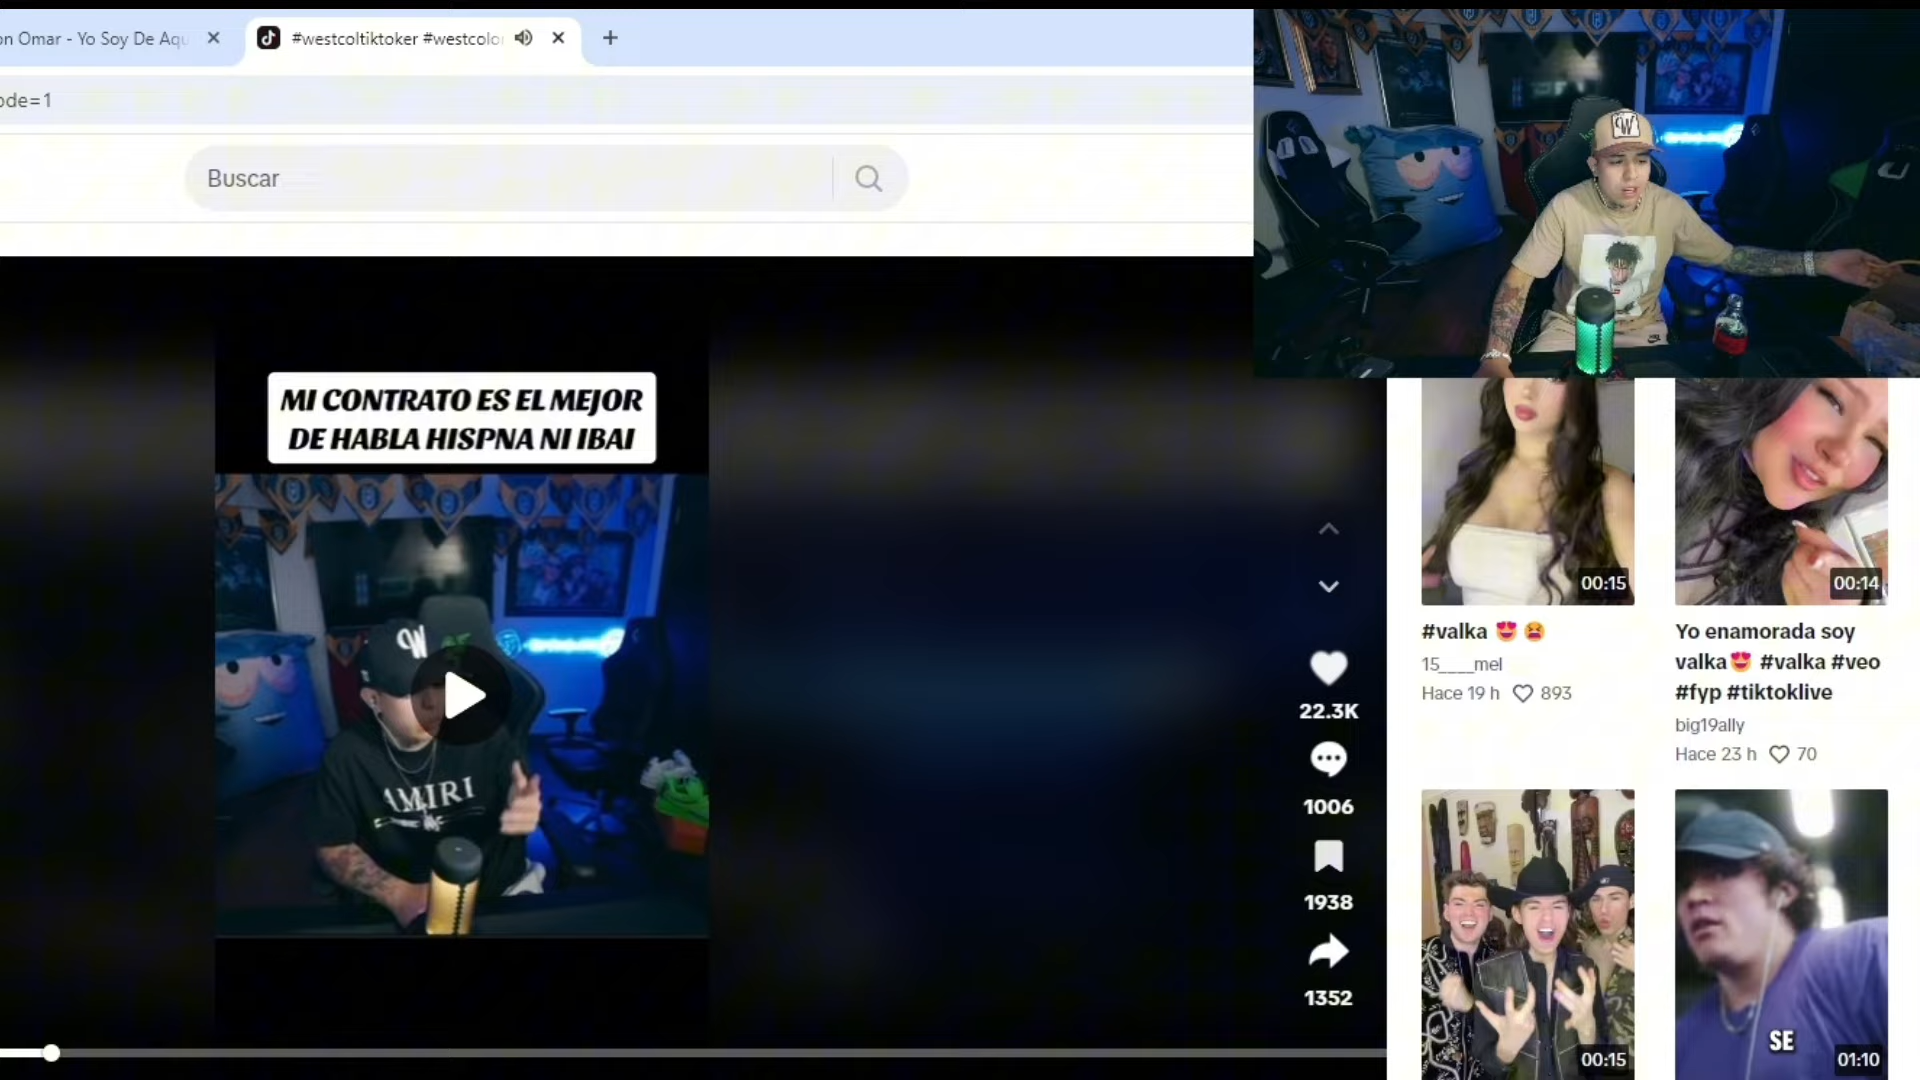 on Omar - Yo Soy De Aqu
#westcoltiktoker #westcolo
ode=1
Buscar
MI CONTRATO ES EL MEJOR
DE HABLA HISPNA NI IBAI
W
W
AMIRI
22.3K
1006
1938
1352
00:15
#valka 😍 😫
15____mel
Hace 19 h 893
00:14
Yo enamorada soy
valka😍 #valka #veo
#fyp #tiktoklive
big19ally
Hace 23 h 70
00:15
SE
01:10